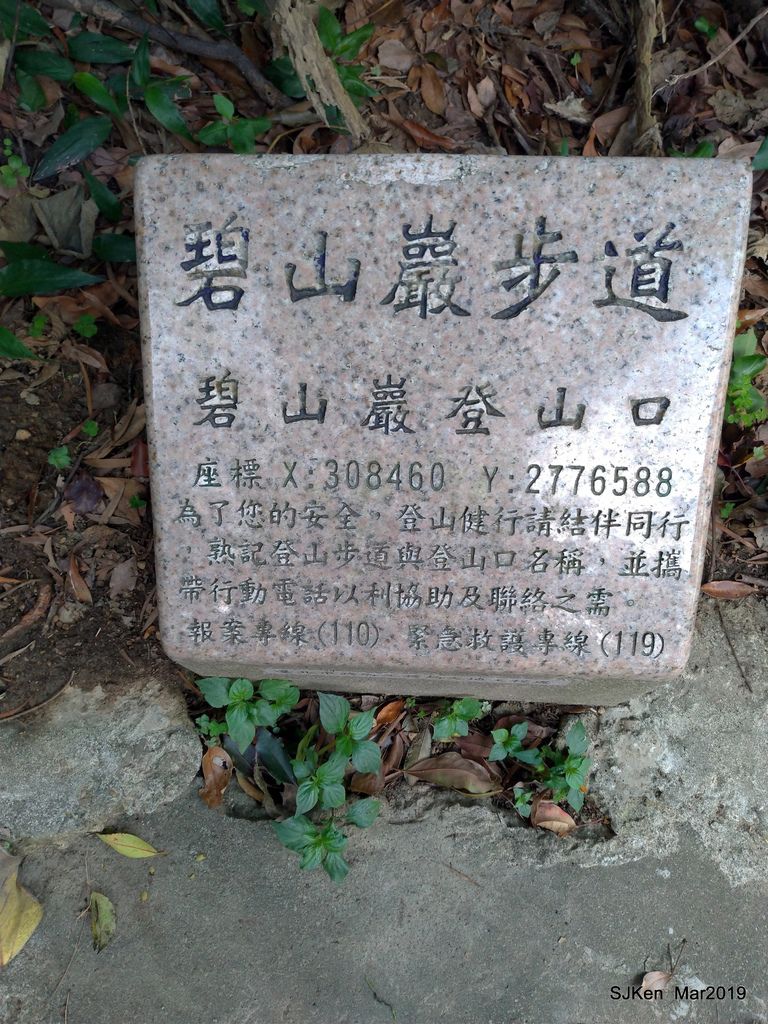 碧山巖步道
碧山巖登山口
座標 X:308460 Y:2776588
為了您的安全，登山健行請結伴同行
，熟記登山步道與登山口名稱，並攜
帶行動電話以利協助及聯絡之需。
報案專線(110) 緊急救護專線(119)
SJKen Mar2019